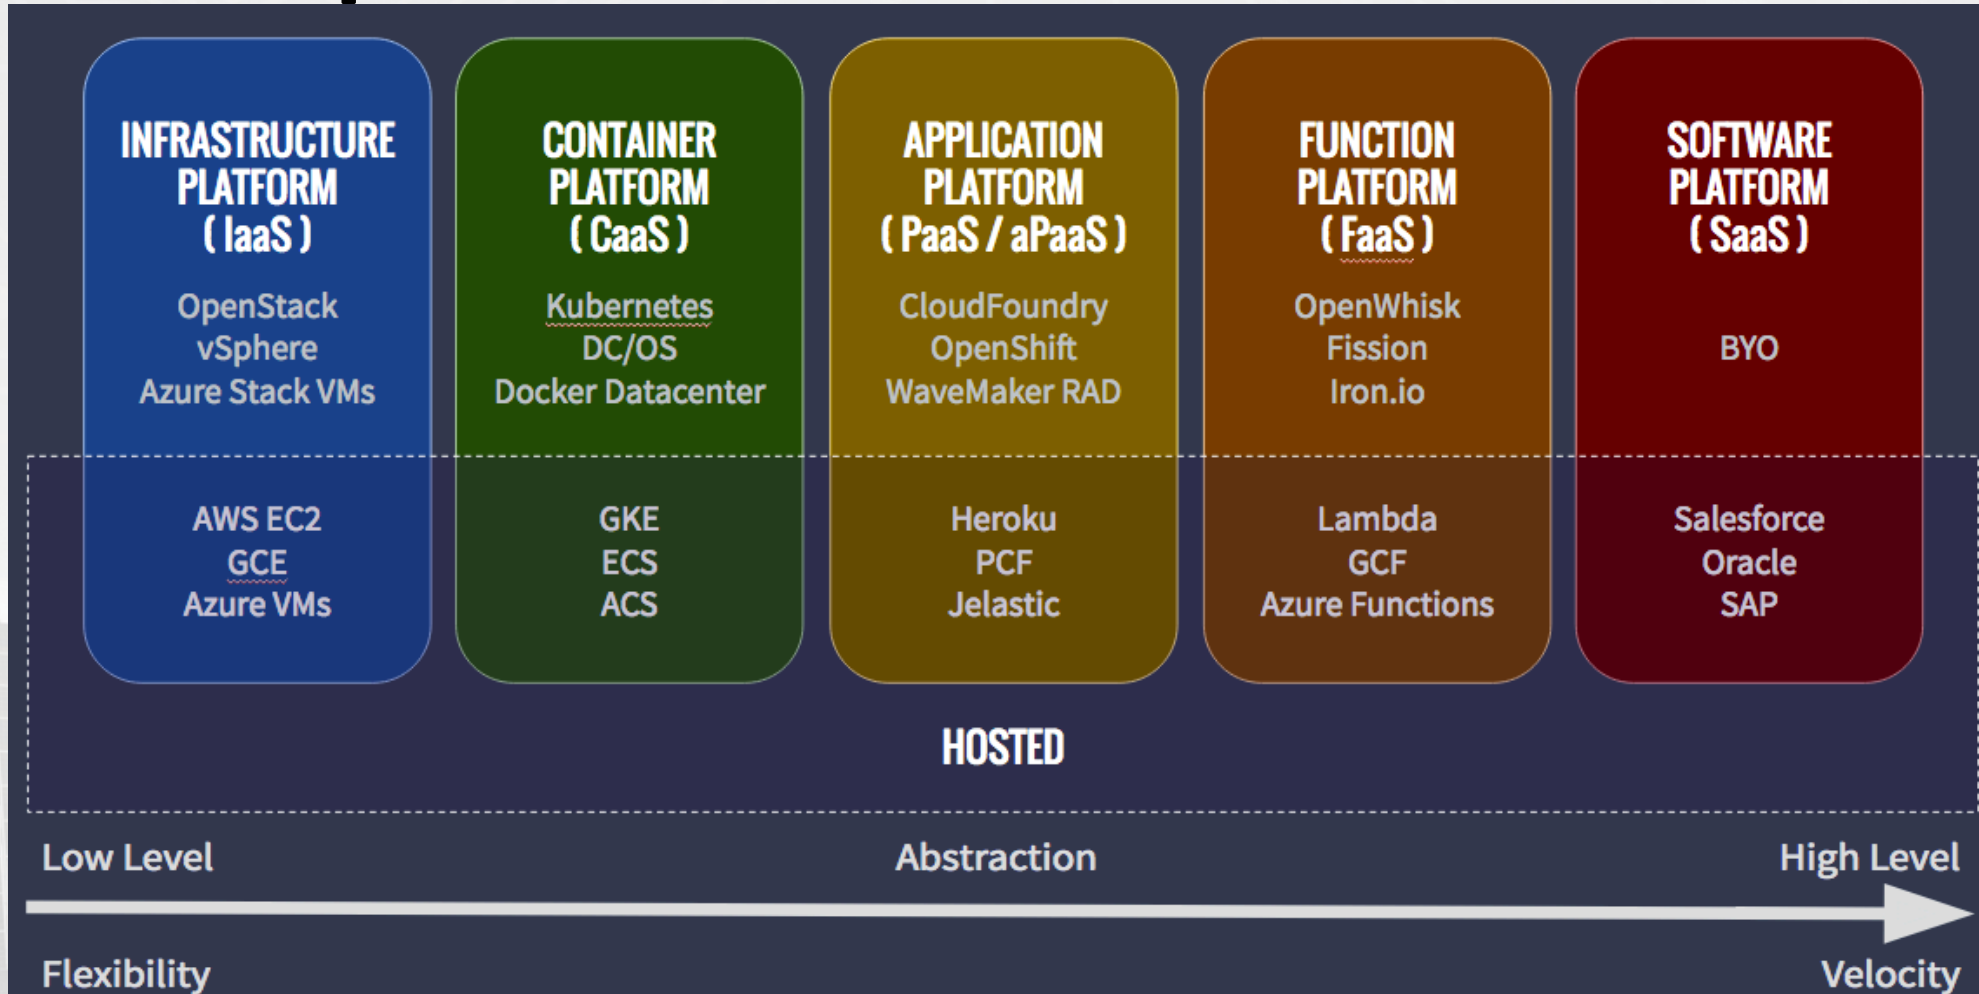 INFRASTRUCTURE
PLATFORM
( IaaS )
OpenStack
vSphere
Azure Stack VMs
AWS EC2
GCE
Azure VMs
CONTAINER
PLATFORM
( CaaS )
Kubernetes
DC/OS
Docker Datacenter
GKE
ECS
ACS
APPLICATION
PLATFORM
( PaaS / aPaaS )
CloudFoundry
OpenShift
WaveMaker RAD
Heroku
PCF
Jelastic
FUNCTION
PLATFORM
( FaaS )
OpenWhisk
Fission
Iron.io
Lambda
GCF
Azure Functions
SOFTWARE
PLATFORM
( SaaS )
BYO
Salesforce
Oracle
SAP
HOSTED
Low Level
Abstraction
High Level
Flexibility
Velocity